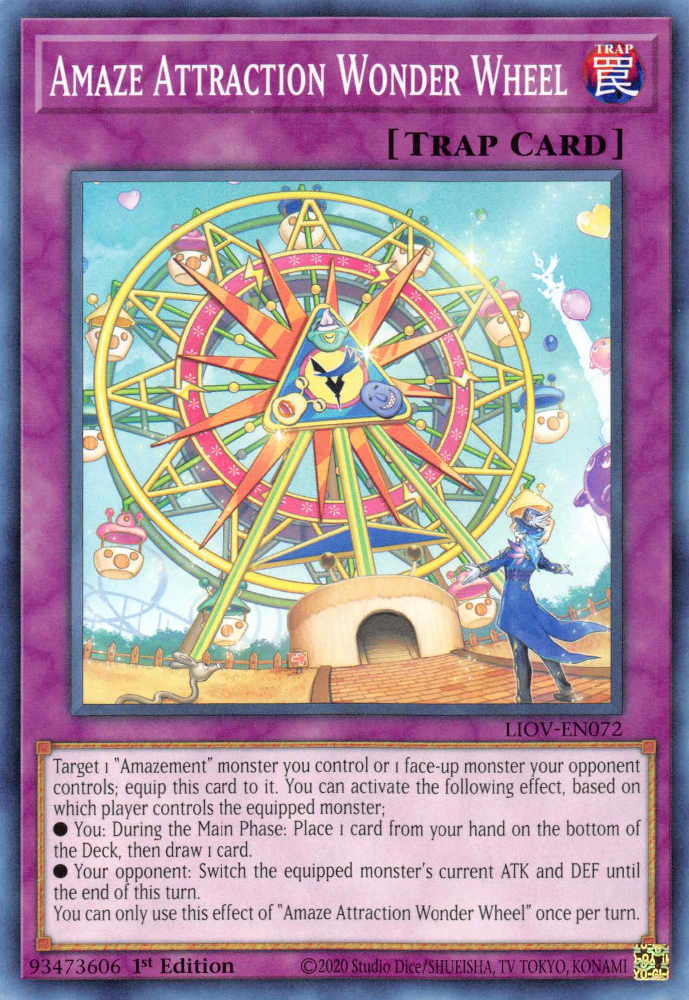 AMAZE ATTRACTION WONDER WHEEL
TRAP
罠
[TRAP CARD]
LIOV-EN072
Target 1 "Amazement" monster you control or 1 face-up monster your opponent
controls; equip this card to it. You can activate the following effect, based on
which player controls the equipped monster;
● You: During the Main Phase: Place 1 card from your hand on the bottom of
the Deck, then draw 1 card.
● Your opponent: Switch the equipped monster's current ATK and DEF until
the end of this turn.
You can only use this effect of "Amaze Attraction Wonder Wheel" once per turn.
93473606 1st Edition ©2020 Studio Dice/SHUEISHA, TV TOKYO, KONAMI